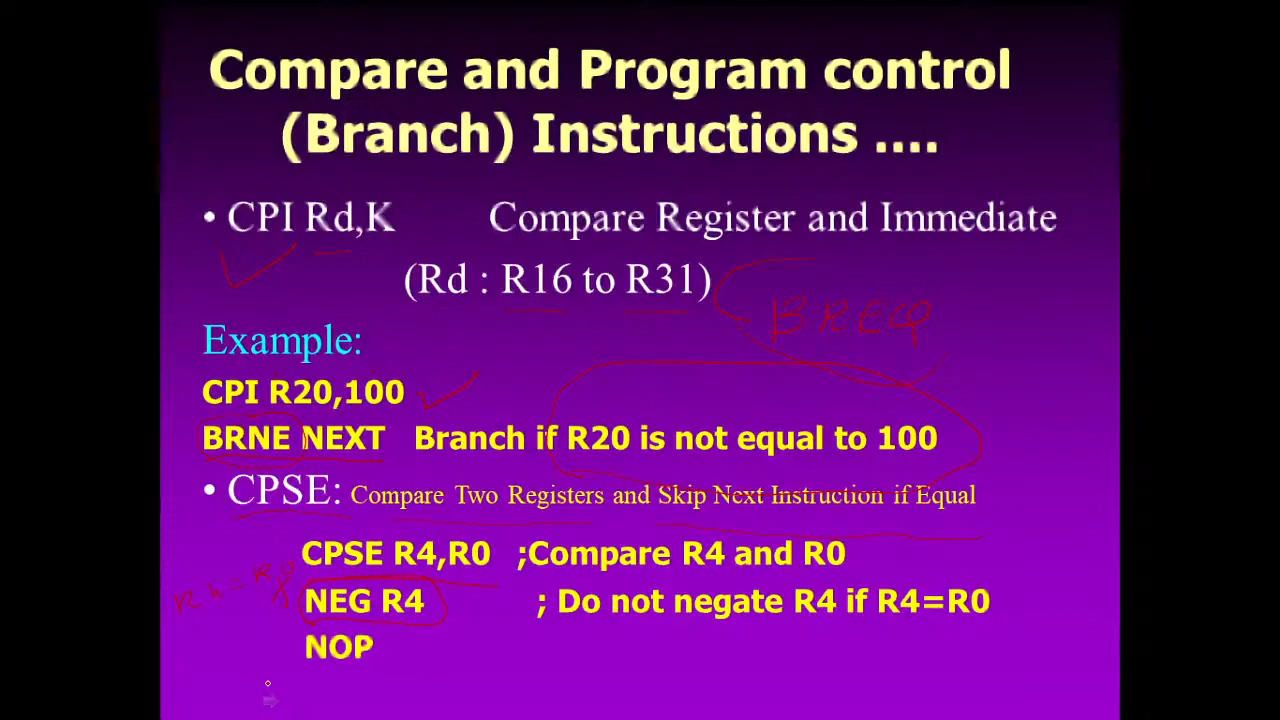 Compare and Program control
(Branch) Instructions ....
• CPI Rd,K Compare Register and Immediate
(Rd : R16 to R31)
BREQ
Example:
CPI R20,100
BRNE NEXT Branch if R20 is not equal to 100
• CPSE: Compare Two Registers and Skip Next Instruction if Equal
CPSE R4,R0 ;Compare R4 and R0
R4=R0
NEG R4 ; Do not negate R4 if R4=R0
NOP